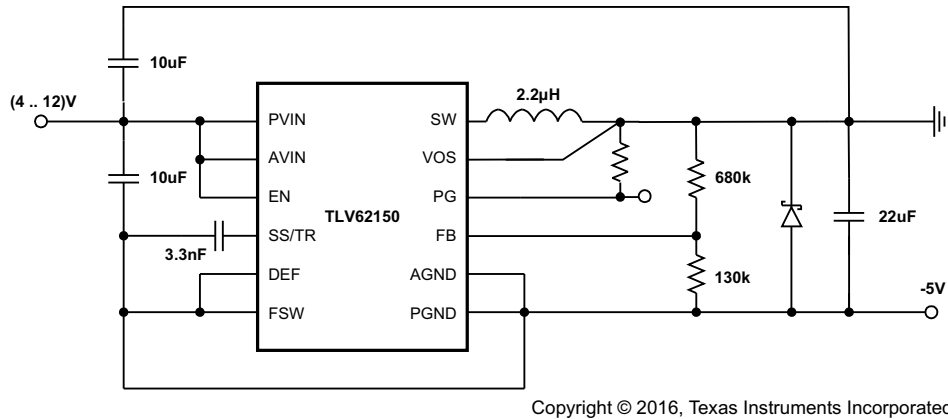 10uF
(4 .. 12)V
10uF
3.3nF
PVIN
AVIN
EN
SS/TR
DEF
FSW
TLV62150
SW
VOS
PG
FB
AGND
PGND
2.2µH
680k
130k
22uF
-5V
Copyright © 2016, Texas Instruments Incorporated